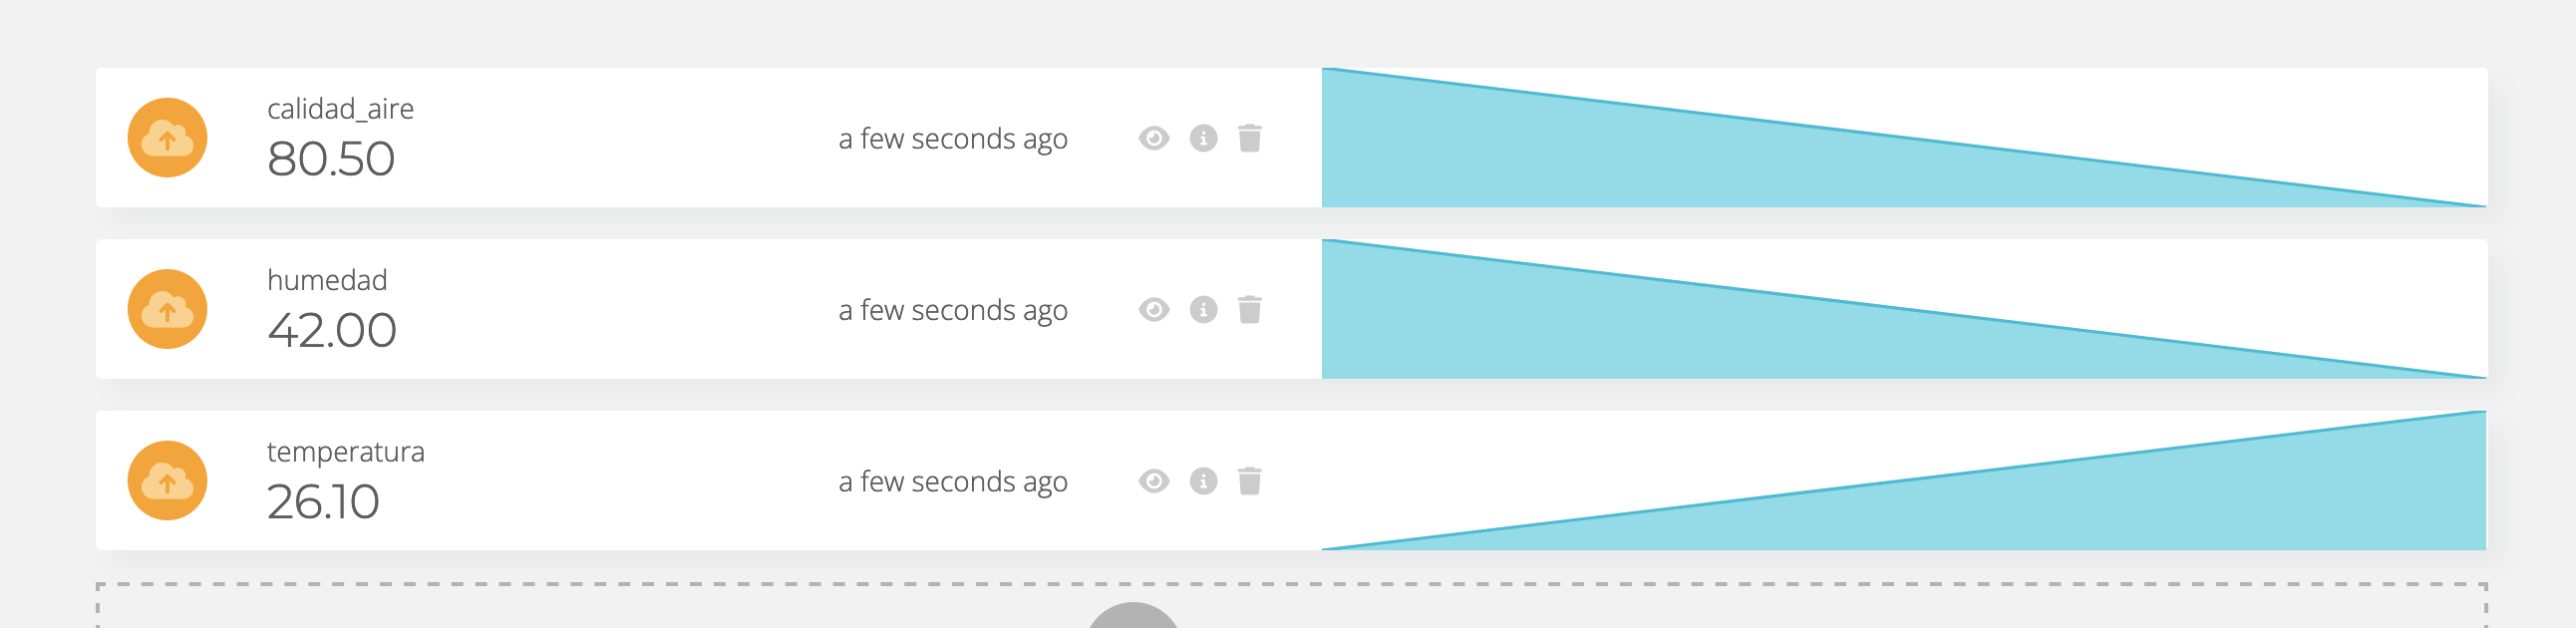 calidad_aire
80.50
a few seconds ago
humedad
42.00
a few seconds ago
temperatura
26.10
a few seconds ago